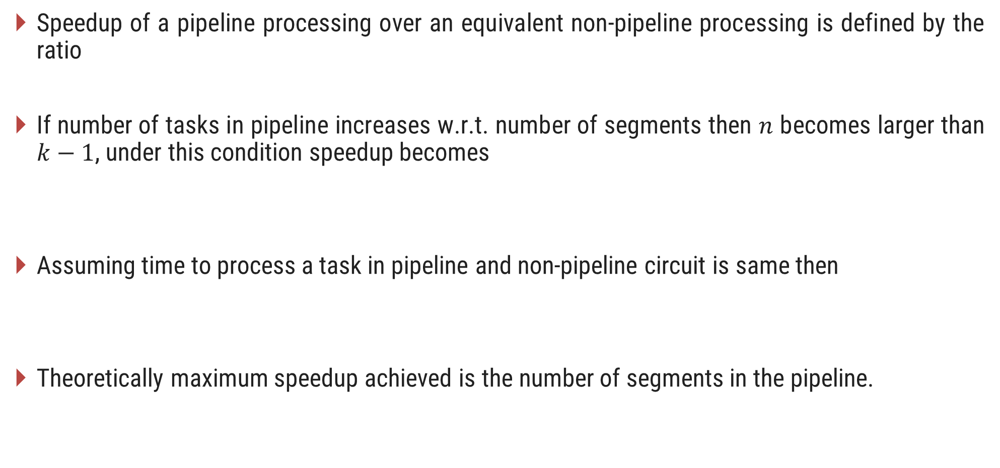 Speedup of a pipeline processing over an equivalent non-pipeline processing is defined by the
ratio
If number of tasks in pipeline increases w.r.t. number of segments then 𝑛 becomes larger than
𝑘 − 1, under this condition speedup becomes
Assuming time to process a task in pipeline and non-pipeline circuit is same then
Theoretically maximum speedup achieved is the number of segments in the pipeline.